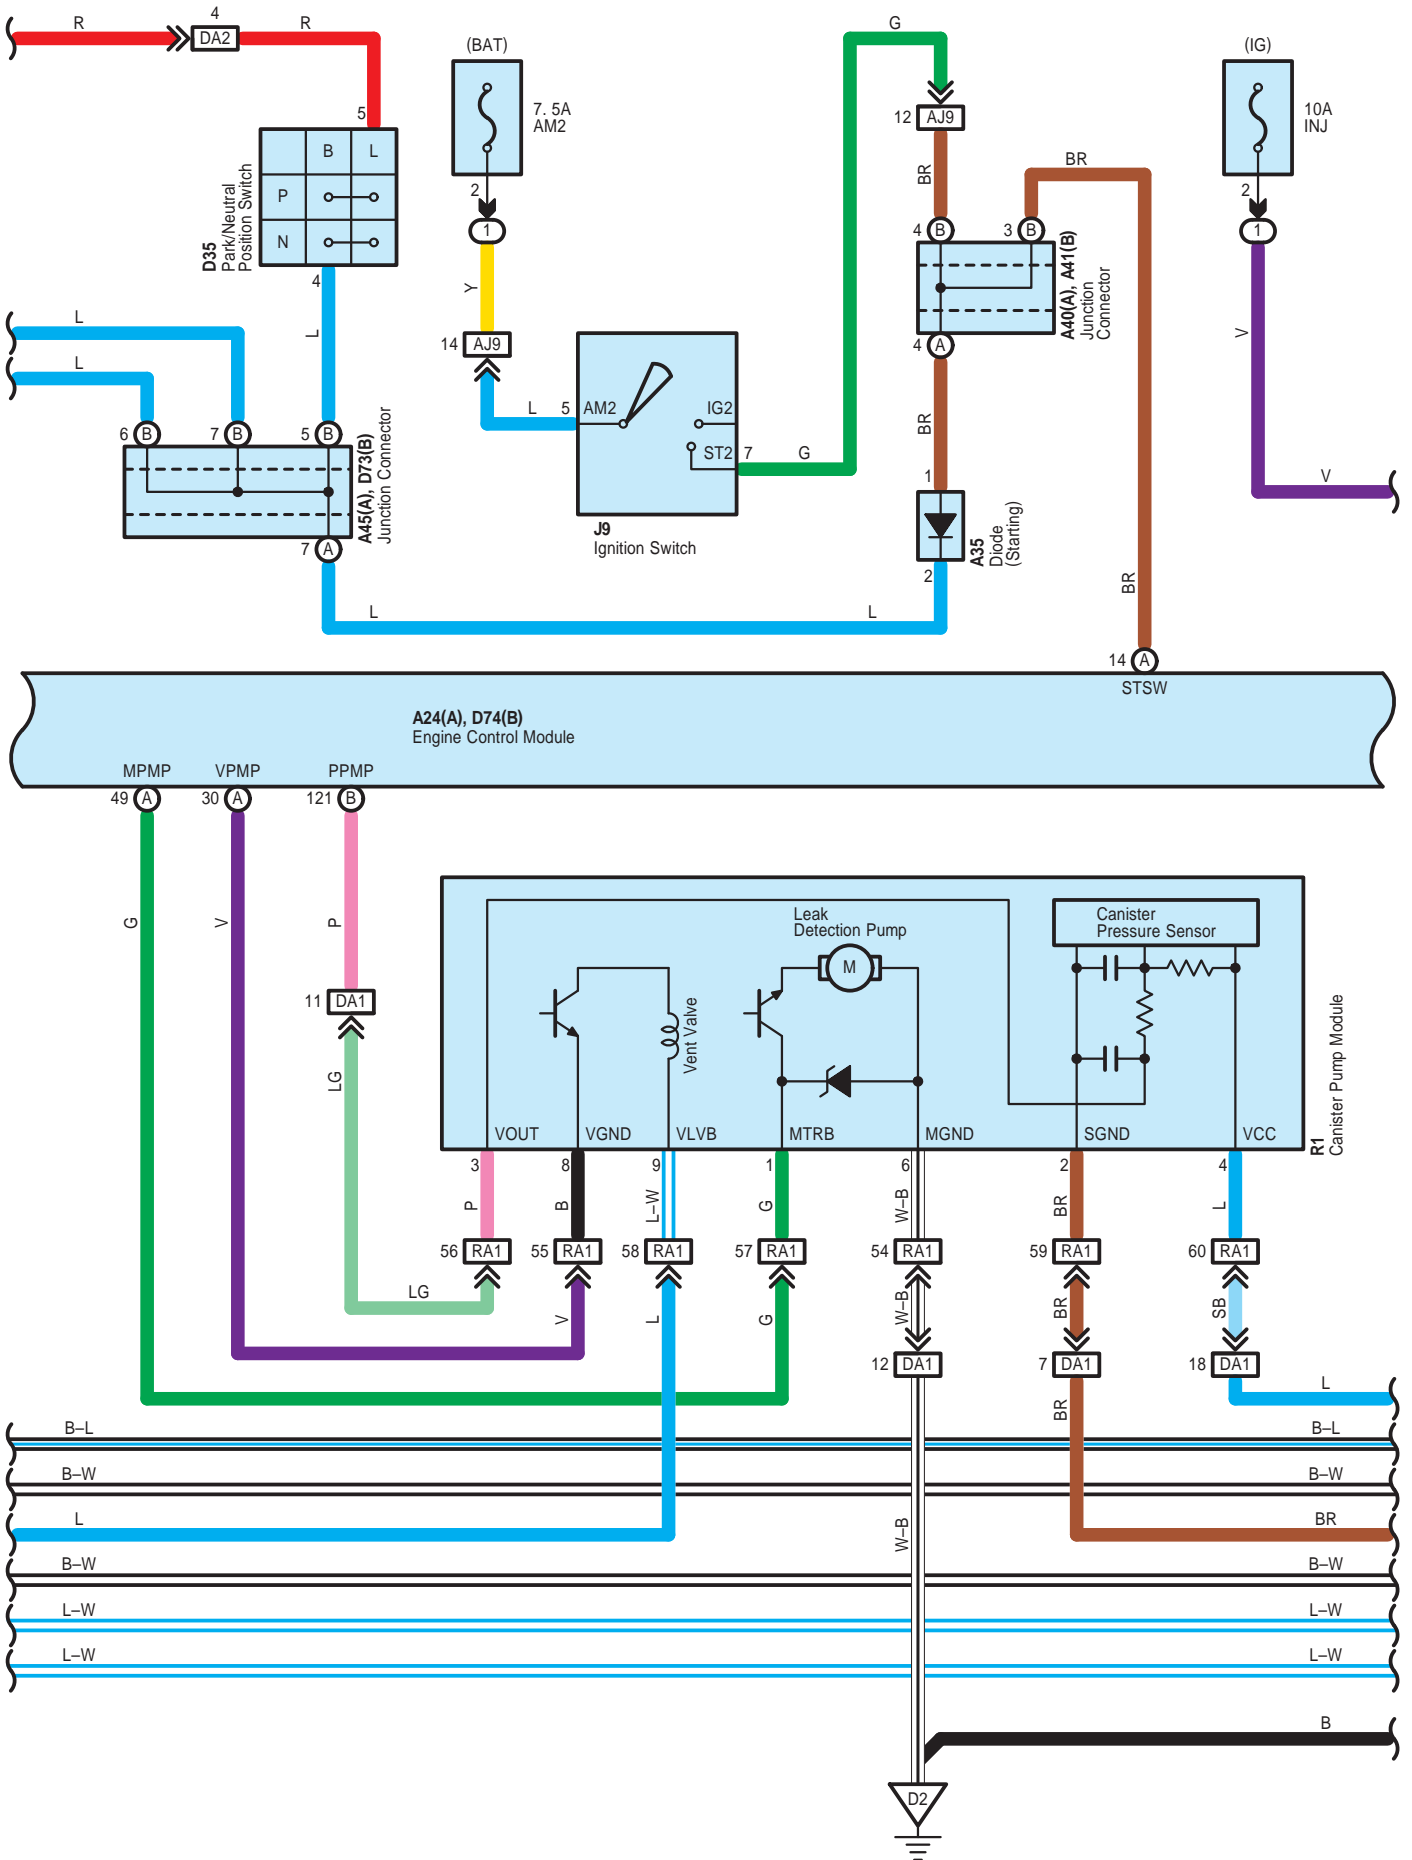 R
4
DA2
R
(BAT)
G
(IG)
7. 5A
AM2
10A
INJ
12 AJ9
5
B L
P
N
D35
Park/Neutral
Position Switch
4
2
1
BR
BR
2
1
4 B
3 B
A40(A), A41(B)
Junction
Connector
4 A
L
L
L
Y
14 AJ9
V
6 B
7 B
5 B
L 5
AM2
IG2
ST2
7
G
BR
A45(A), D73(B)
Junction Connector
1
V
J9
Ignition Switch
7 A
A35
Diode
(Starting)
2
BR
L
L
14 A
STSW
A24(A), D74(B)
Engine Control Module
MPMP
VPMP
PPMP
49 A
30 A
121 B
G
V
P
Leak
Detection Pump
M
Canister
Pressure Sensor
11 DA1
Vent Valve
LG
VOUT
VGND
VLVB
MTRB
MGND
SGND
VCC
R1
Canister Pump Module
3
8
9
1
6
2
4
P
B
L–W
G
W–B
BR
L
56 RA1
55 RA1
58 RA1
57 RA1
54 RA1
59 RA1
60 RA1
LG
V
L
G
W–B
BR
SB
12 DA1
7 DA1
18 DA1
L
BR
B–L
B–L
B–W
B–W
L
BR
W–B
B–W
B–W
L–W
L–W
L–W
L–W
B
D2